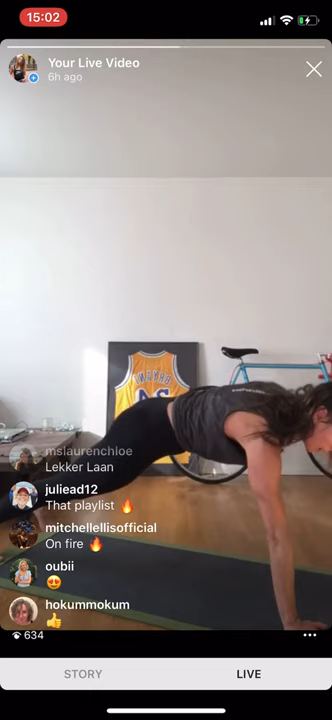 15:02
Your Live Video
6h ago
BRYANT
mslaurenchloe
Lekker Laan
juliead12
That playlist 🔥
mitchellellisofficial
On fire 🔥
oubii
😍
hokummokum
👍
634
STORY
LIVE